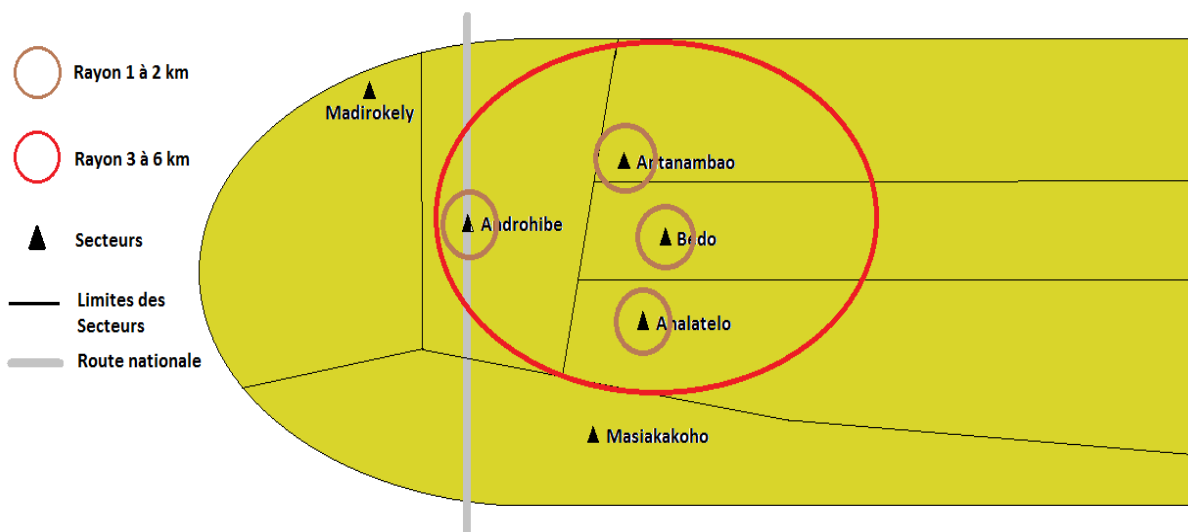 Rayon 1 à 2 km
Rayon 3 à 6 km
Secteurs
Limites des
Secteurs
Route nationale
Madirokely
Antanambao
Androhibe
Bedo
Analatelo
Masiakakoho